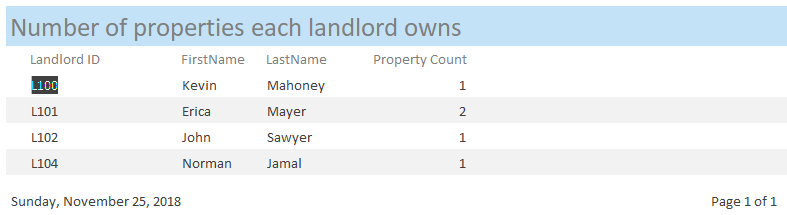 Number of properties each landlord owns
Landlord ID FirstName LastName Property Count
L100 Kevin Mahoney 1
L101 Erica Mayer 2
L102 John Sawyer 1
L104 Norman Jamal 1
Sunday, November 25, 2018 Page 1 of 1